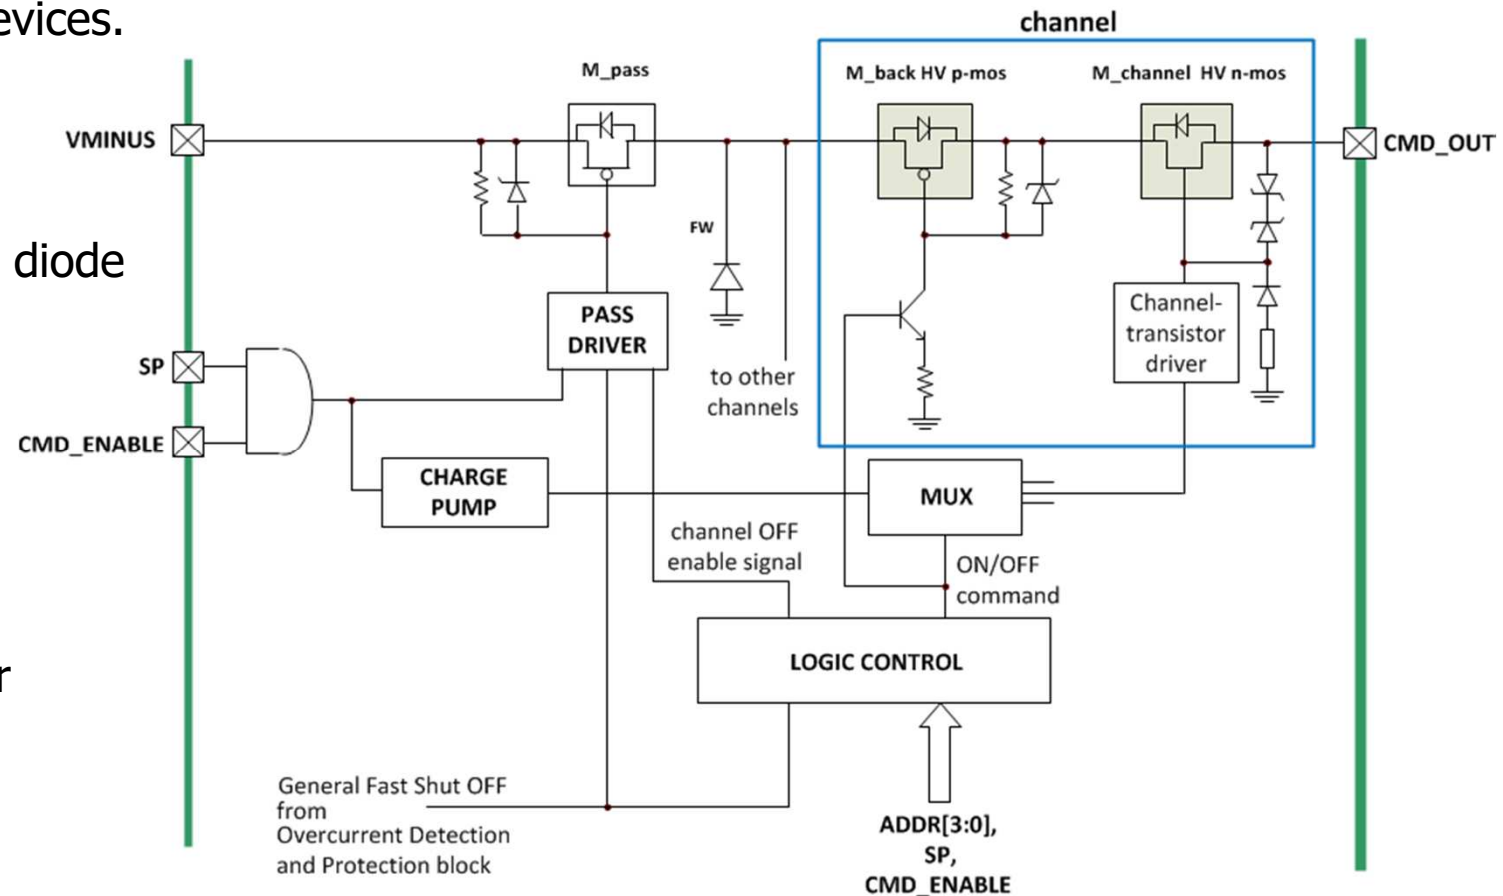 evices.
channel
M_pass
M_back HV p-mos
M_channel HV n-mos
VMINUS
CMD_OUT
FW
diode
PASS
DRIVER
Channel-
transistor
driver
SP
to other
channels
CMD_ENABLE
CHARGE
PUMP
MUX
channel OFF
enable signal
ON/OFF
command
r
LOGIC CONTROL
General Fast Shut OFF
from
Overcurrent Detection
and Protection block
ADDR[3:0],
SP,
CMD_ENABLE